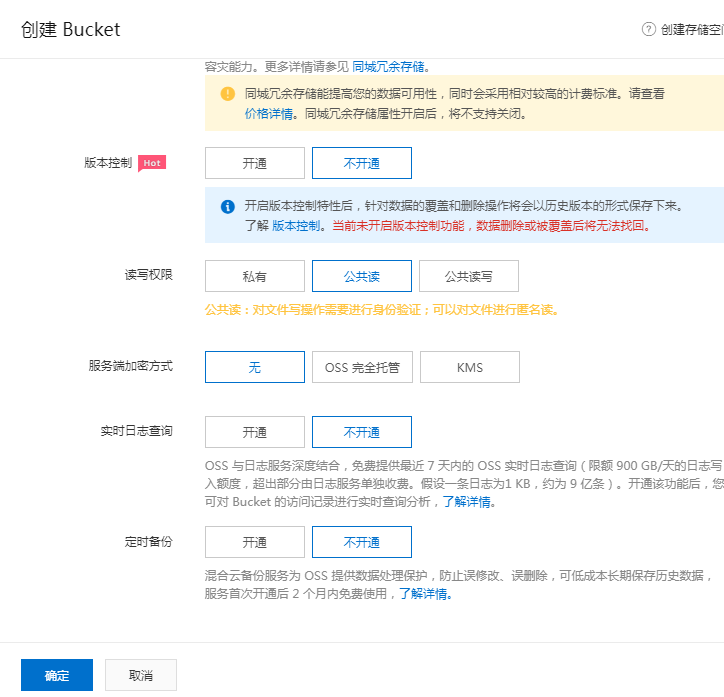 创建 Bucket
? 创建存储空间
容灾能力。更多详情请参见 同城冗余存储。
同城冗余存储能提高您的数据可用性，同时会采用相对较高的计费标准。请查看
价格详情。同城冗余存储属性开启后，将不支持关闭。
版本控制 Hot 开通 不开通
开启版本控制特性后，针对数据的覆盖和删除操作将会以历史版本的形式保存下来。
了解 版本控制。当前未开启版本控制功能，数据删除或被覆盖后将无法找回。
读写权限 私有 公共读 公共读写
公共读：对文件写操作需要进行身份验证；可以对文件进行匿名读。
服务端加密方式 无 OSS 完全托管 KMS
实时日志查询 开通 不开通
OSS 与日志服务深度结合，免费提供最近 7 天内的 OSS 实时日志查询（限额 900 GB/天的日志写
入额度，超出部分由日志服务单独收费。假设一条日志为1 KB，约为 9 亿条）。开通该功能后，您
可对 Bucket 的访问记录进行实时查询分析，了解详情。
定时备份 开通 不开通
混合云备份服务为 OSS 提供数据处理保护，防止误修改、误删除，可低成本长期保存历史数据，
服务首次开通后 2 个月内免费使用，了解详情。
确定 取消